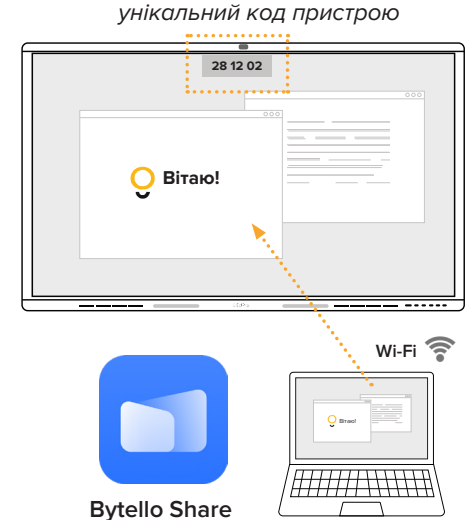 унікальний код пристрою
28 12 02
Вітаю!
Wi-Fi
Вітаю!
Bytello Share